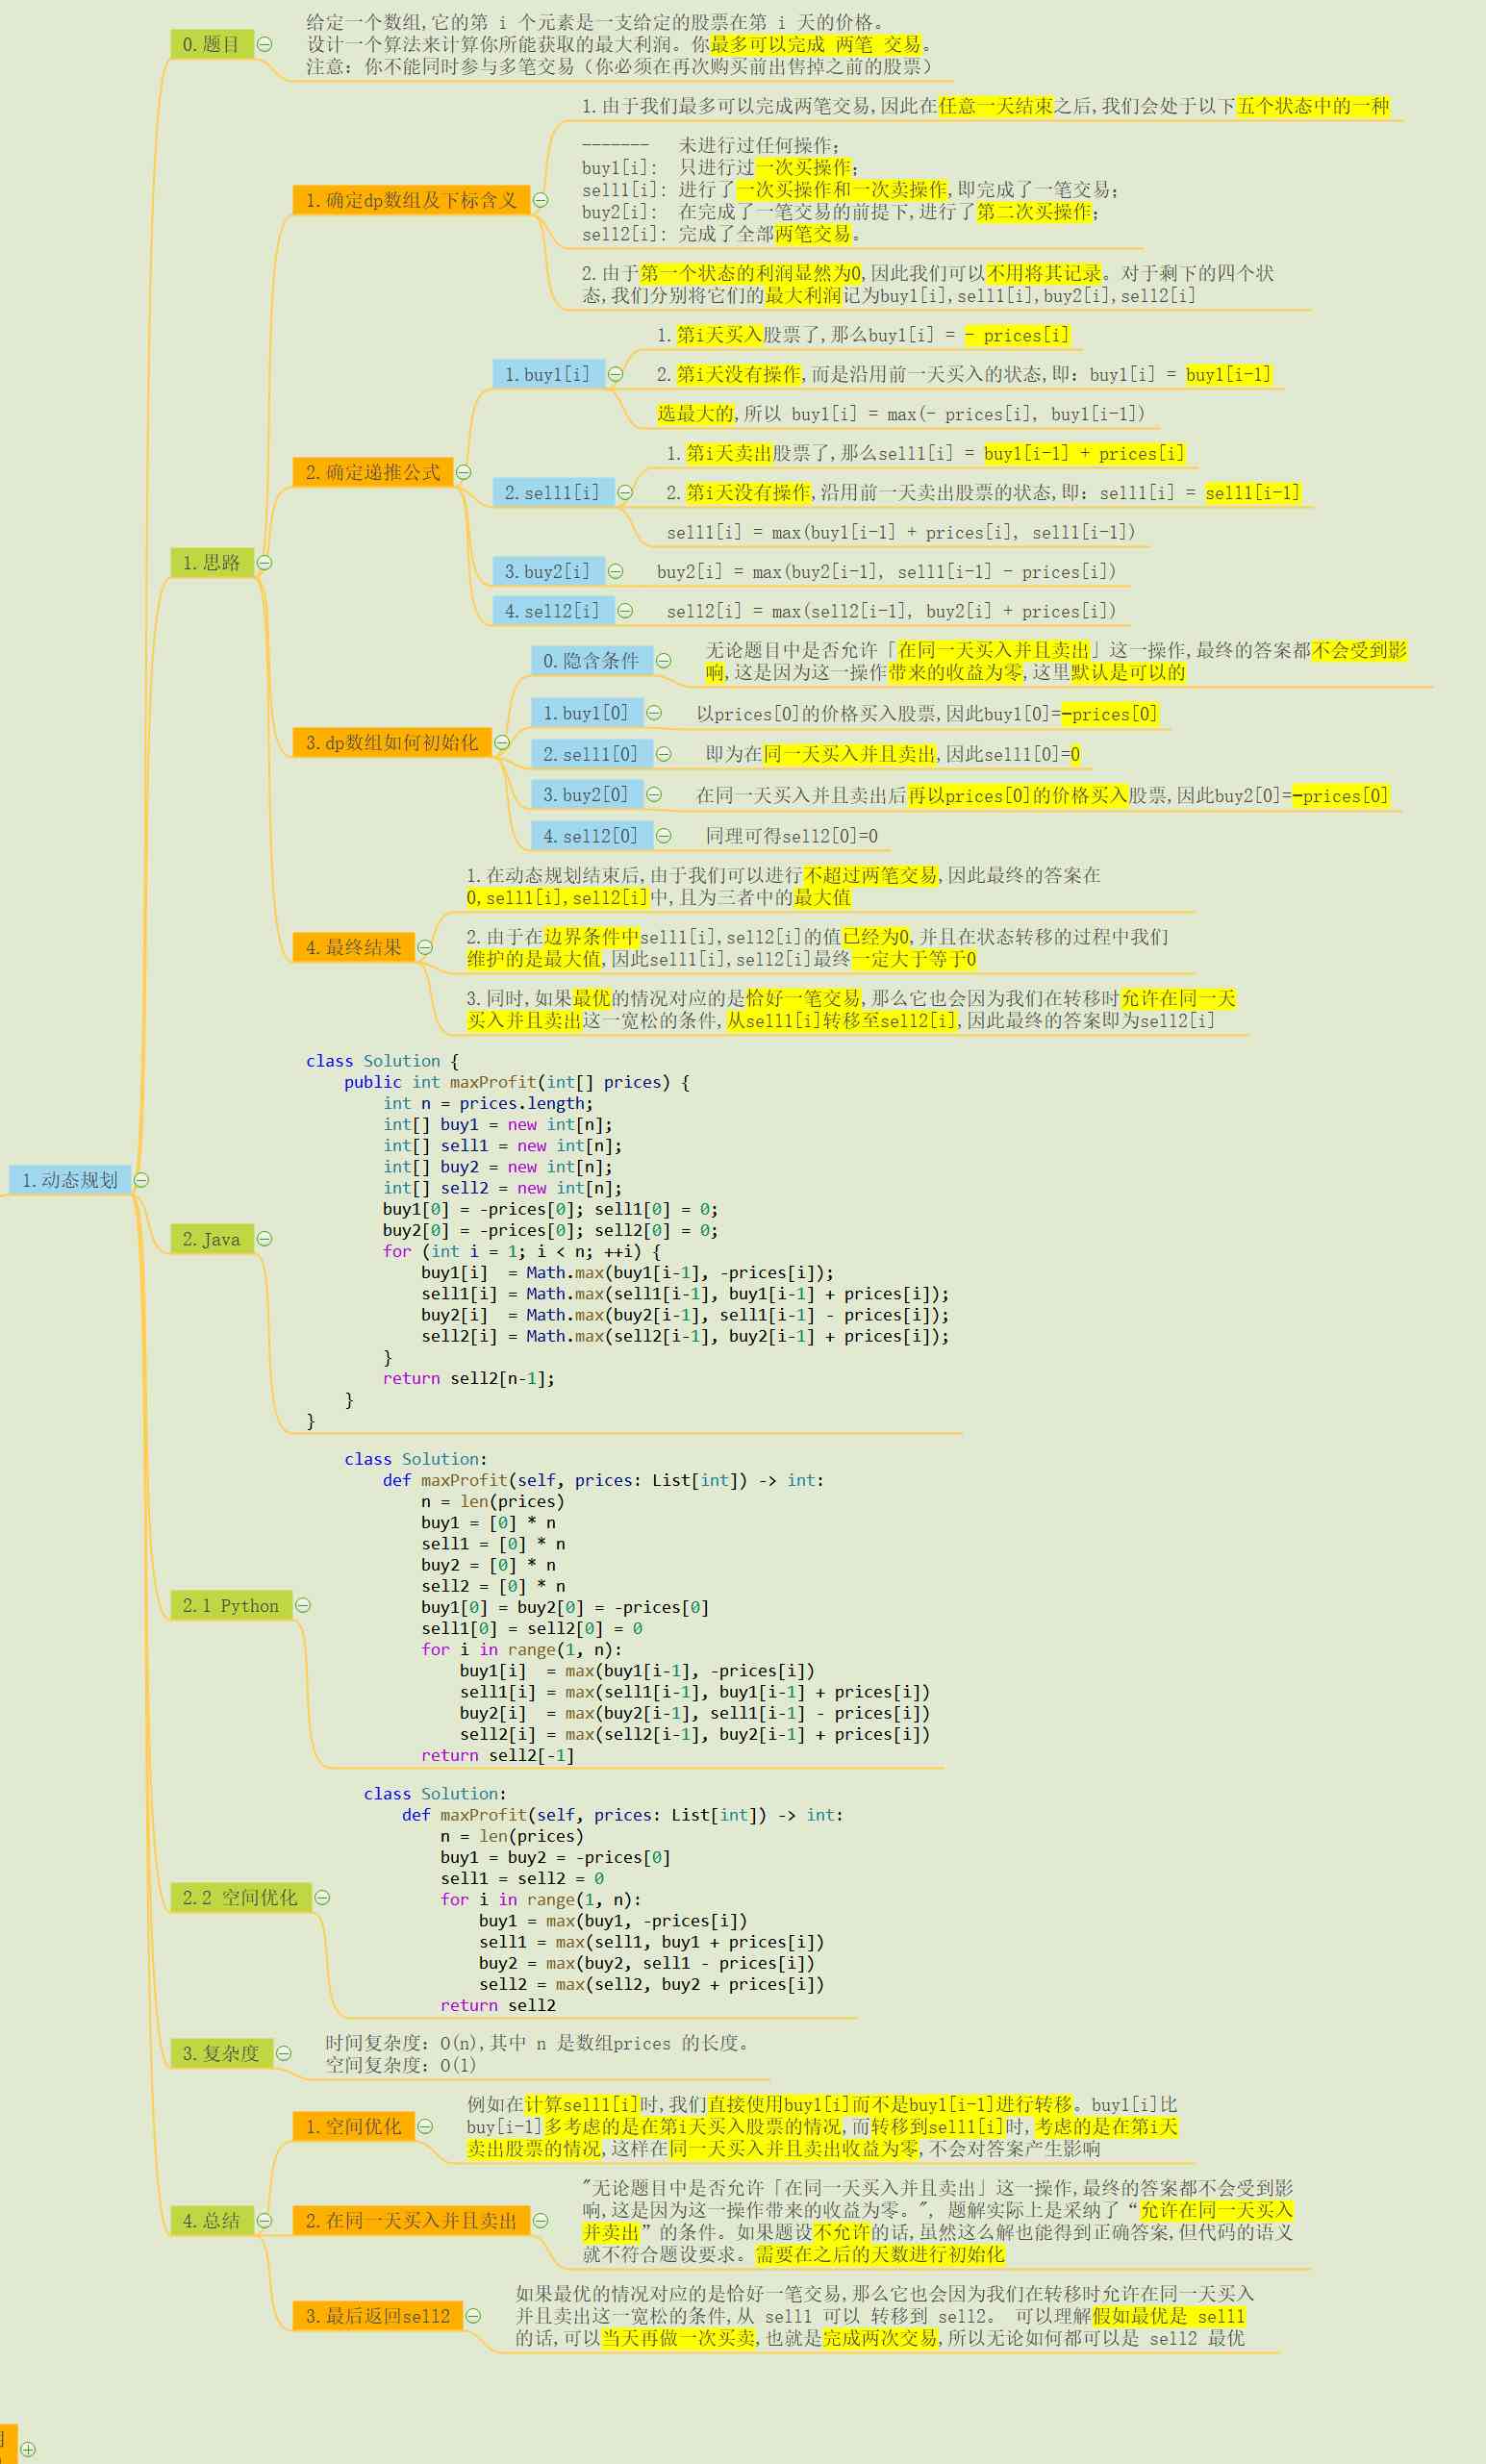 0.题目
给定一个数组,它的第 i 个元素是一支给定的股票在第 i 天的价格。
设计一个算法来计算你所能获取的最大利润。你最多可以完成 两笔 交易。
注意: 你不能同时参与多笔交易（你必须在再次购买前出售掉之前的股票）
1.思路
1.确定dp数组及下标含义
1.由于我们最多可以完成两笔交易,因此在任意一天结束之后,我们会处于以下五个状态中的一种
------- 未进行过任何操作;
buy1[i]: 只进行过一次买操作;
sell1[i]: 进行了一次买操作和一次卖操作,即完成了一笔交易;
buy2[i]: 在完成了一笔交易的前提下,进行了第二次买操作;
sell2[i]: 完成了全部两笔交易。
2.由于第一个状态的利润显然为0,因此我们可以不用将其记录。对于剩下的四个状
态,我们分别将它们的最大利润记为buy1[i],sell1[i],buy2[i],sell2[i]
2.确定递推公式
1.buy1[i]
1.第i天买入股票了,那么buy1[i] = - prices[i]
2.第i天没有操作,而是沿用前一天买入的状态,即: buy1[i] = buy1[i-1]
选最大的,所以 buy1[i] = max(- prices[i], buy1[i-1])
2.sell1[i]
1.第i天卖出股票了,那么sell1[i] = buy1[i-1] + prices[i]
2.第i天没有操作,沿用前一天卖出股票的状态,即: sell1[i] = sell1[i-1]
sell1[i] = max(buy1[i-1] + prices[i], sell1[i-1])
3.buy2[i]
buy2[i] = max(buy2[i-1], sell1[i-1] - prices[i])
4.sell2[i]
sell2[i] = max(sell2[i-1], buy2[i] + prices[i])
3.dp数组如何初始化
0.隐含条件
无论题目中是否允许「在同一天买入并且卖出」这一操作,最终的答案都不会受到影
响,这是因为这一操作带来的收益为零,这里默认是可以的
1.buy1[0]
以prices[0]的价格买入股票,因此buy1[0]=−prices[0]
2.sell1[0]
即为在同一天买入并且卖出,因此sell1[0]=0
3.buy2[0]
在同一天买入并且卖出后再以prices[0]的价格买入股票,因此buy2[0]=−prices[0]
4.sell2[0]
同理可得sell2[0]=0
4.最终结果
1.在动态规划结束后,由于我们可以进行不超过两笔交易,因此最终的答案在
0,sell1[i],sell2[i]中,且为三者中的最大值
2.由于在边界条件中sell1[i],sell2[i]的值已经为0,并且在状态转移的过程中我们
维护的是最大值,因此sell1[i],sell2[i]最终一定大于等于0
3.同时,如果最优的情况对应的是恰好一笔交易,那么它也会因为我们在转移时允许在同一天
买入并且卖出这一宽松的条件,从sell1[i]转移至sell2[i],因此最终的答案即为sell2[i]
1.动态规划
2.Java
class Solution {
    public int maxProfit(int[] prices) {
        int n = prices.length;
        int[] buy1 = new int[n];
        int[] sell1 = new int[n];
        int[] buy2 = new int[n];
        int[] sell2 = new int[n];
        buy1[0] = -prices[0]; sell1[0] = 0;
        buy2[0] = -prices[0]; sell2[0] = 0;
        for (int i = 1; i < n; ++i) {
            buy1[i]  = Math.max(buy1[i-1], -prices[i]);
            sell1[i] = Math.max(sell1[i-1], buy1[i-1] + prices[i]);
            buy2[i]  = Math.max(buy2[i-1], sell1[i-1] - prices[i]);
            sell2[i] = Math.max(sell2[i-1], buy2[i-1] + prices[i]);
        }
        return sell2[n-1];
    }
}
2.1 Python
class Solution:
    def maxProfit(self, prices: List[int]) -> int:
        n = len(prices)
        buy1 = [0] * n
        sell1 = [0] * n
        buy2 = [0] * n
        sell2 = [0] * n
        buy1[0] = buy2[0] = -prices[0]
        sell1[0] = sell2[0] = 0
        for i in range(1, n):
            buy1[i]  = max(buy1[i-1], -prices[i])
            sell1[i] = max(sell1[i-1], buy1[i-1] + prices[i])
            buy2[i]  = max(buy2[i-1], sell1[i-1] - prices[i])
            sell2[i] = max(sell2[i-1], buy2[i-1] + prices[i])
        return sell2[-1]
2.2 空间优化
class Solution:
    def maxProfit(self, prices: List[int]) -> int:
        n = len(prices)
        buy1 = buy2 = -prices[0]
        sell1 = sell2 = 0
        for i in range(1, n):
            buy1 = max(buy1, -prices[i])
            sell1 = max(sell1, buy1 + prices[i])
            buy2 = max(buy2, sell1 - prices[i])
            sell2 = max(sell2, buy2 + prices[i])
        return sell2
3.复杂度
时间复杂度: O(n),其中 n 是数组prices 的长度。
空间复杂度: O(1)
4.总结
1.空间优化
例如在计算sell1[i]时,我们直接使用buy1[i]而不是buy1[i-1]进行转移。buy1[i]比
buy[i-1]多考虑的是在第i天买入股票的情况,而转移到sell1[i]时,考虑的是在第i天
卖出股票的情况,这样在同一天买入并且卖出收益为零,不会对答案产生影响
2.在同一天买入并且卖出
"无论题目中是否允许「在同一天买入并且卖出」这一操作,最终的答案都不会受到影
响,这是因为这一操作带来的收益为零。", 题解实际上是采纳了“允许在同一天买入
并卖出”的条件。如果题设不允许的话,虽然这么解也能得到正确答案,但代码的语义
就不符合题设要求。需要在之后的天数进行初始化
3.最后返回sell2
如果最优的情况对应的是恰好一笔交易,那么它也会因为我们在转移时允许在同一天买入
并且卖出这一宽松的条件,从 sell1 可以 转移到 sell2。 可以理解假如最优是 sell1
的话,可以当天再做一次买卖,也就是完成两次交易,所以无论如何都可以是 sell2 最优